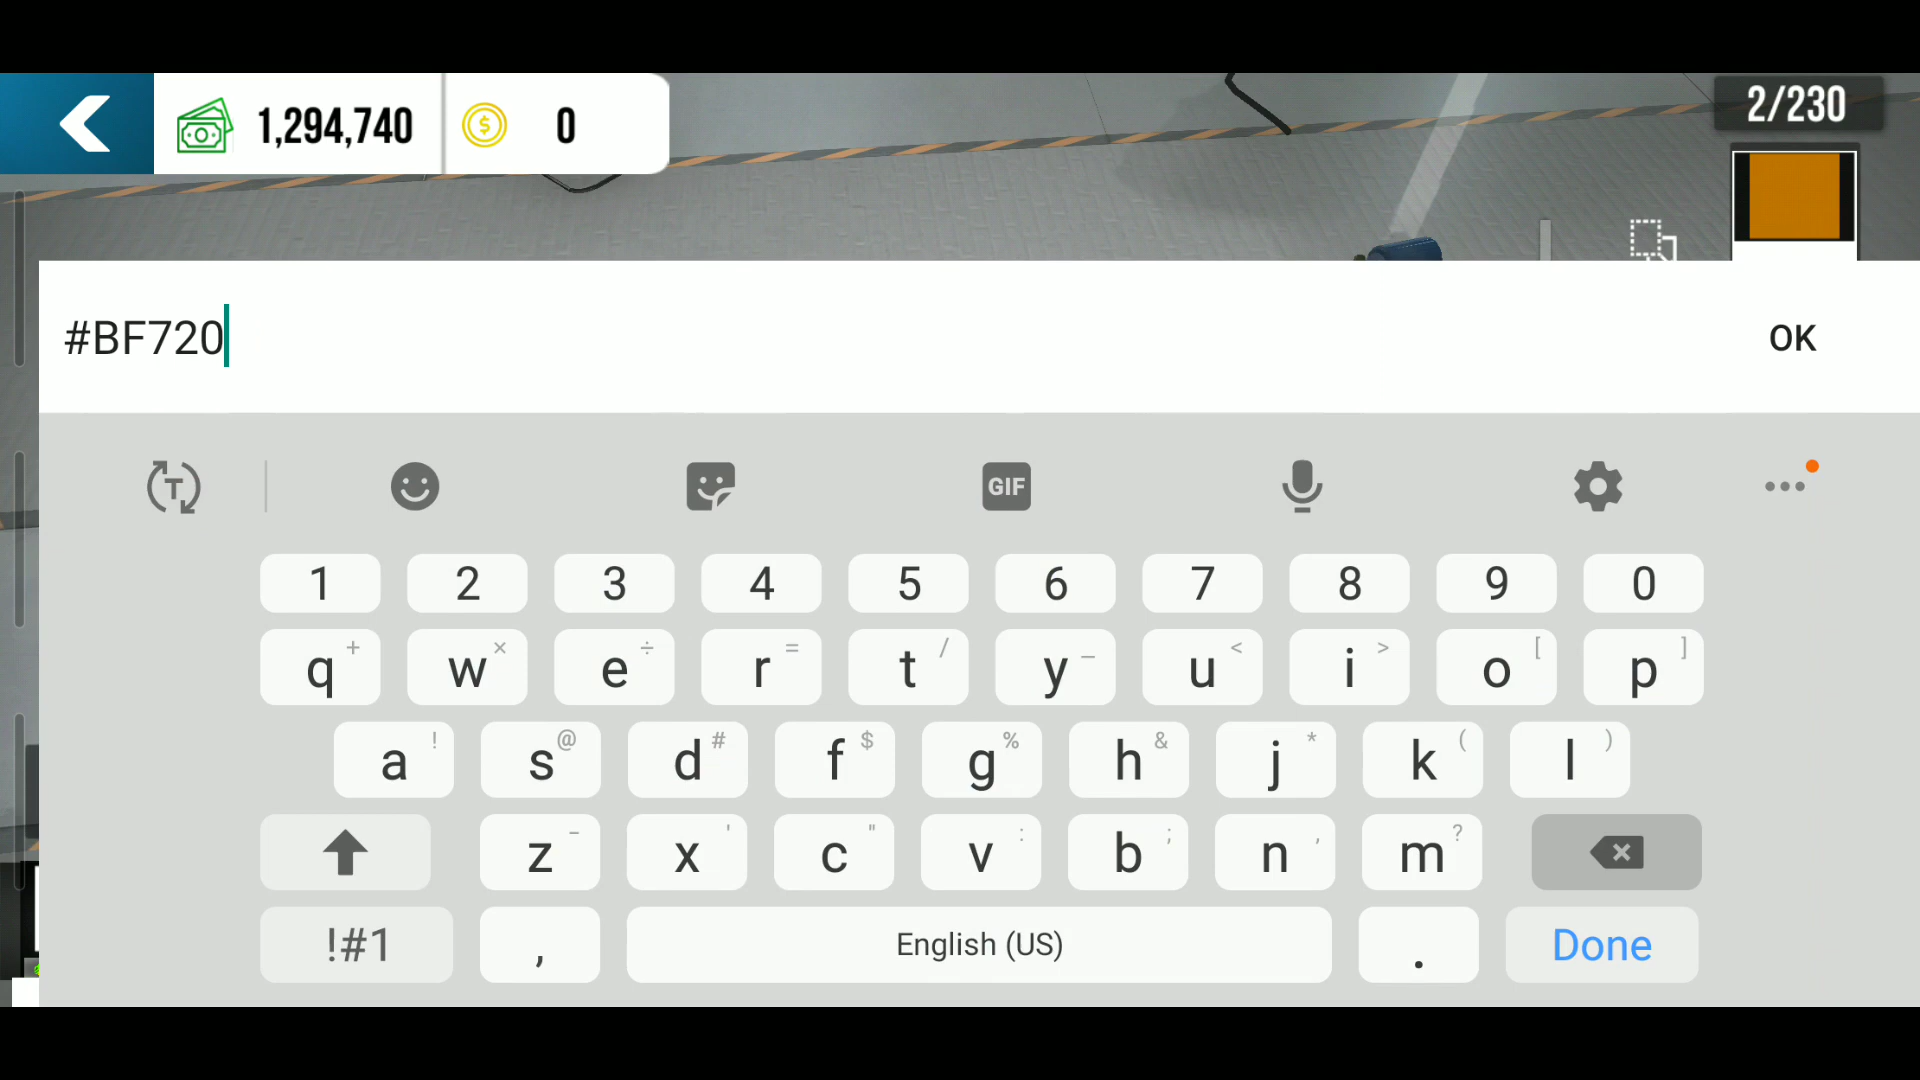 1,294,740 $ 0
2/230
#BF720 OK
T GIF ...
1 2 3 4 5 6 7 8 9 0
q + w × e ÷ r = t / y _ u < i > o [ p ]
a ! s @ d # f $ g % h & j * k ( l )
z - x ' c " v : b ; n , m ?
!#1 , English (US) . Done